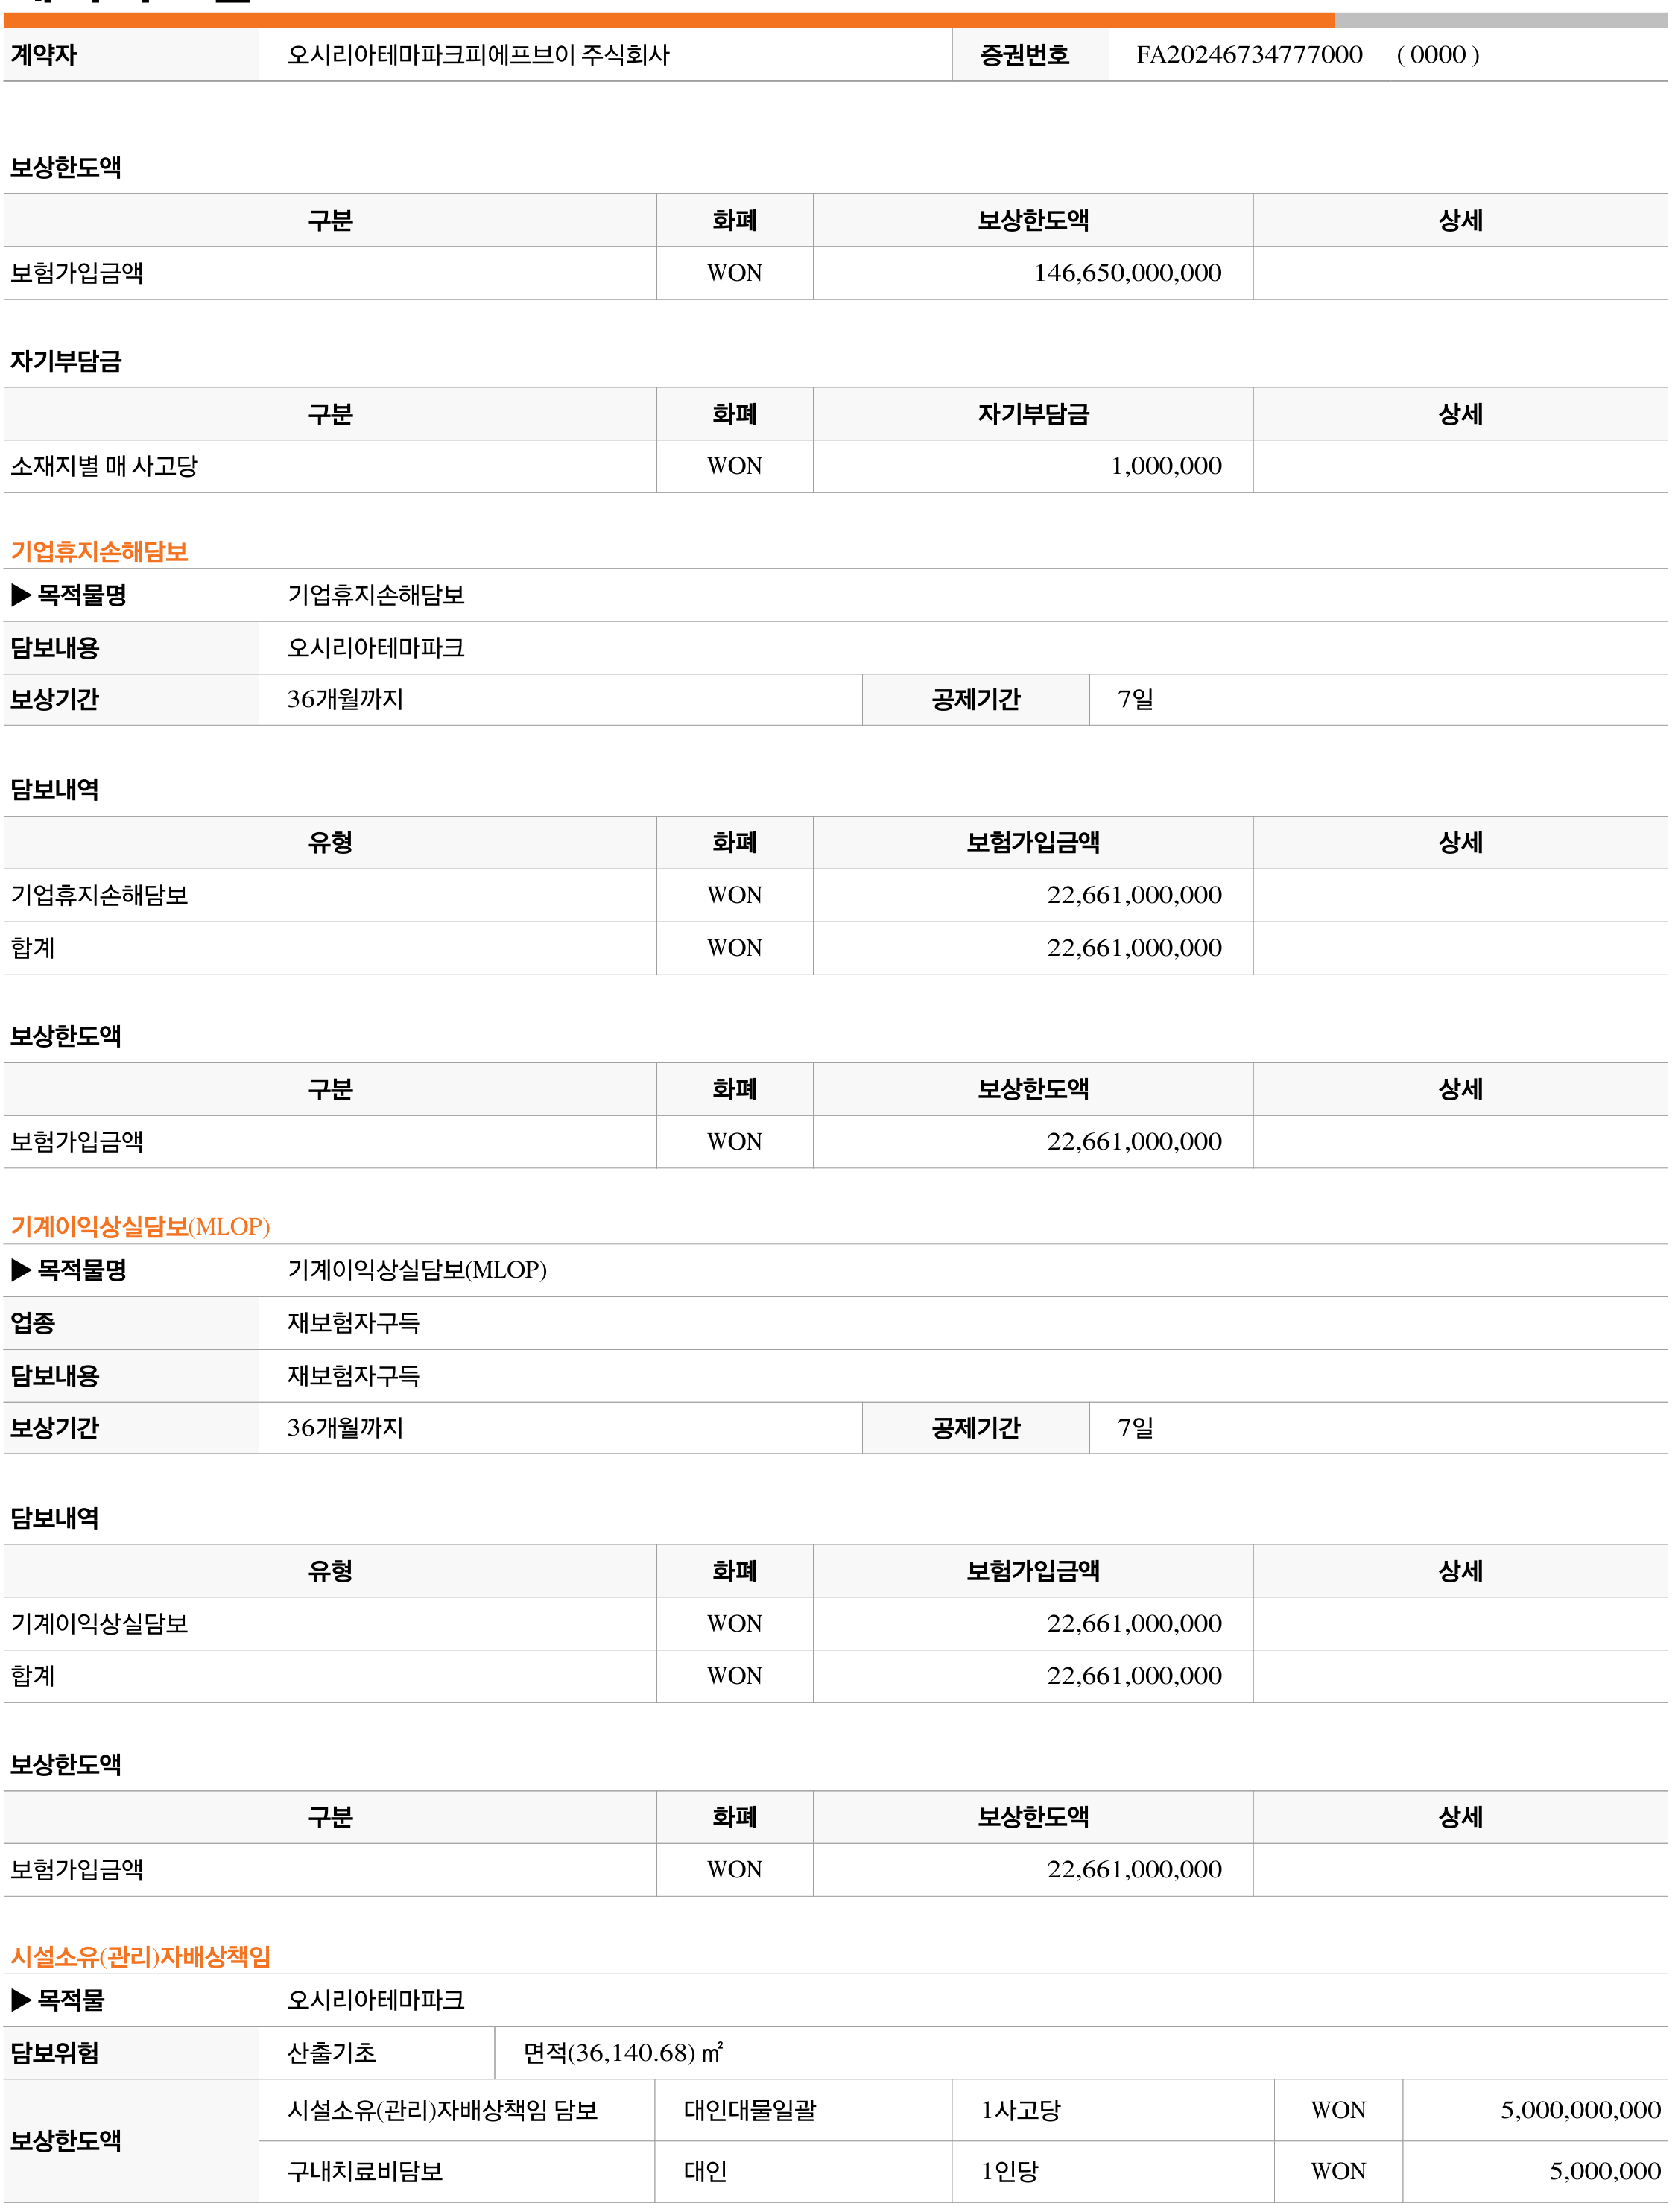 계약자 오시리아테마파크피에프브이 주식회사 증권번호 FA20246734777000 ( 0000 )
보상한도액
구분 화폐 보상한도액 상세
보험가입금액 WON 146,650,000,000
자기부담금
구분 화폐 자기부담금 상세
소재지별 매 사고당 WON 1,000,000
기업휴지손해담보
▶ 목적물명 기업휴지손해담보
담보내용 오시리아테마파크
보상기간 36개월까지 공제기간 7일
담보내역
유형 화폐 보험가입금액 상세
기업휴지손해담보 WON 22,661,000,000
합계 WON 22,661,000,000
보상한도액
구분 화폐 보상한도액 상세
보험가입금액 WON 22,661,000,000
기계이익상실담보(MLOP)
▶ 목적물명 기계이익상실담보(MLOP)
업종 재보험자구득
담보내용 재보험자구득
보상기간 36개월까지 공제기간 7일
담보내역
유형 화폐 보험가입금액 상세
기계이익상실담보 WON 22,661,000,000
합계 WON 22,661,000,000
보상한도액
구분 화폐 보상한도액 상세
보험가입금액 WON 22,661,000,000
시설소유(관리)자배상책임
▶ 목적물 오시리아테마파크
담보위험 산출기초 면적(36,140.68) ㎡
보상한도액 시설소유(관리)자배상책임 담보 대인대물일괄 1사고당 WON 5,000,000,000
구내치료비담보 대인 1인당 WON 5,000,000